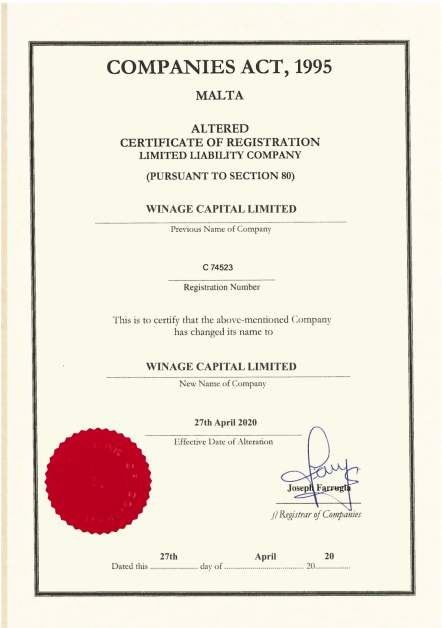 COMPANIES ACT, 1995
MALTA
ALTERED
CERTIFICATE OF REGISTRATION
LIMITED LIABILITY COMPANY
(PURSUANT TO SECTION 80)
WINAGE CAPITAL LIMITED
Previous Name of Company
C 74523
Registration Number
This is to certify that the above-mentioned Company
has changed its name to
WINAGE CAPITAL LIMITED
New Name of Company
27th April 2020
Effective Date of Alteration
Joseph Farrugia
// Registrar of Companies
27th April 20
Dated this ................... day of ................................ 20..............